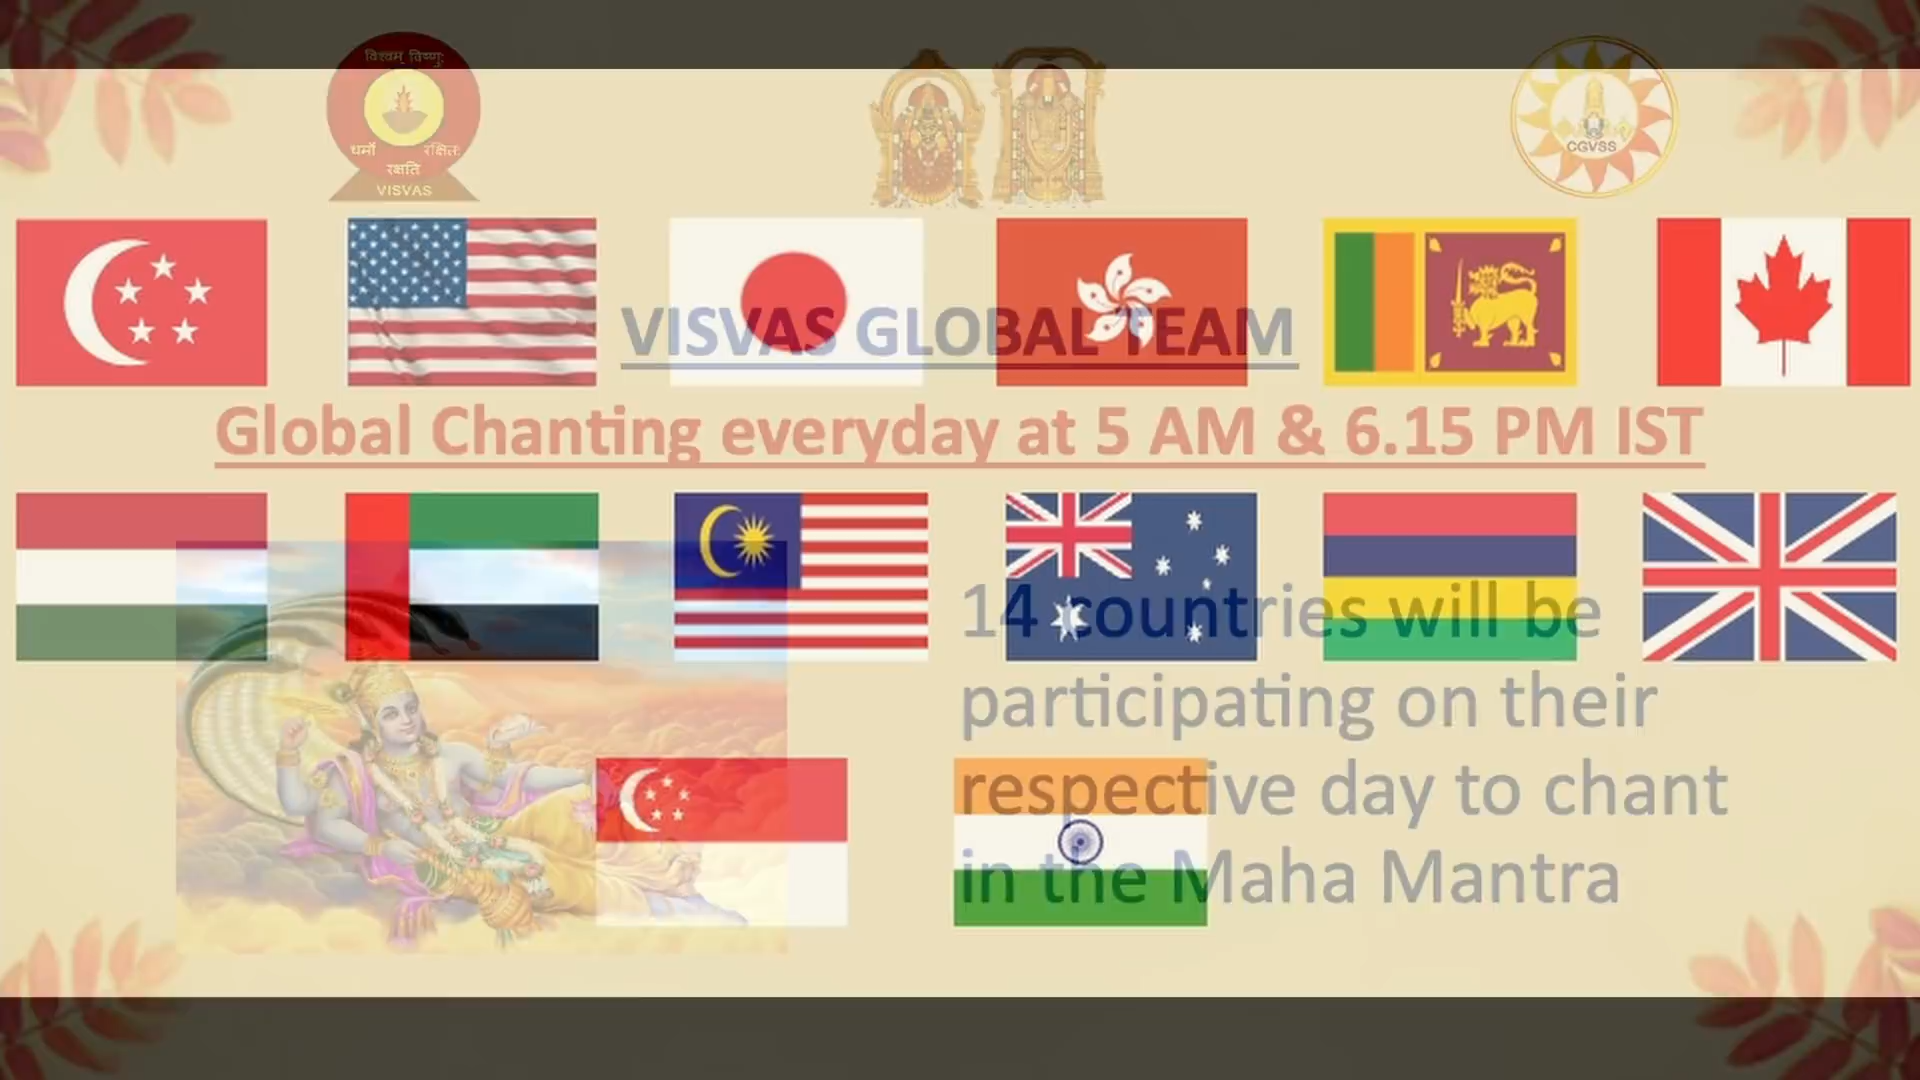 विश्वम् विष्णु:
धर्मो रक्षित:
रक्षति
VISVAS
CGVSS
VISVAS GLOBAL TEAM
Global Chanting everyday at 5 AM & 6.15 PM IST
14 countries will be
participating on their
respective day to chant
in the Maha Mantra